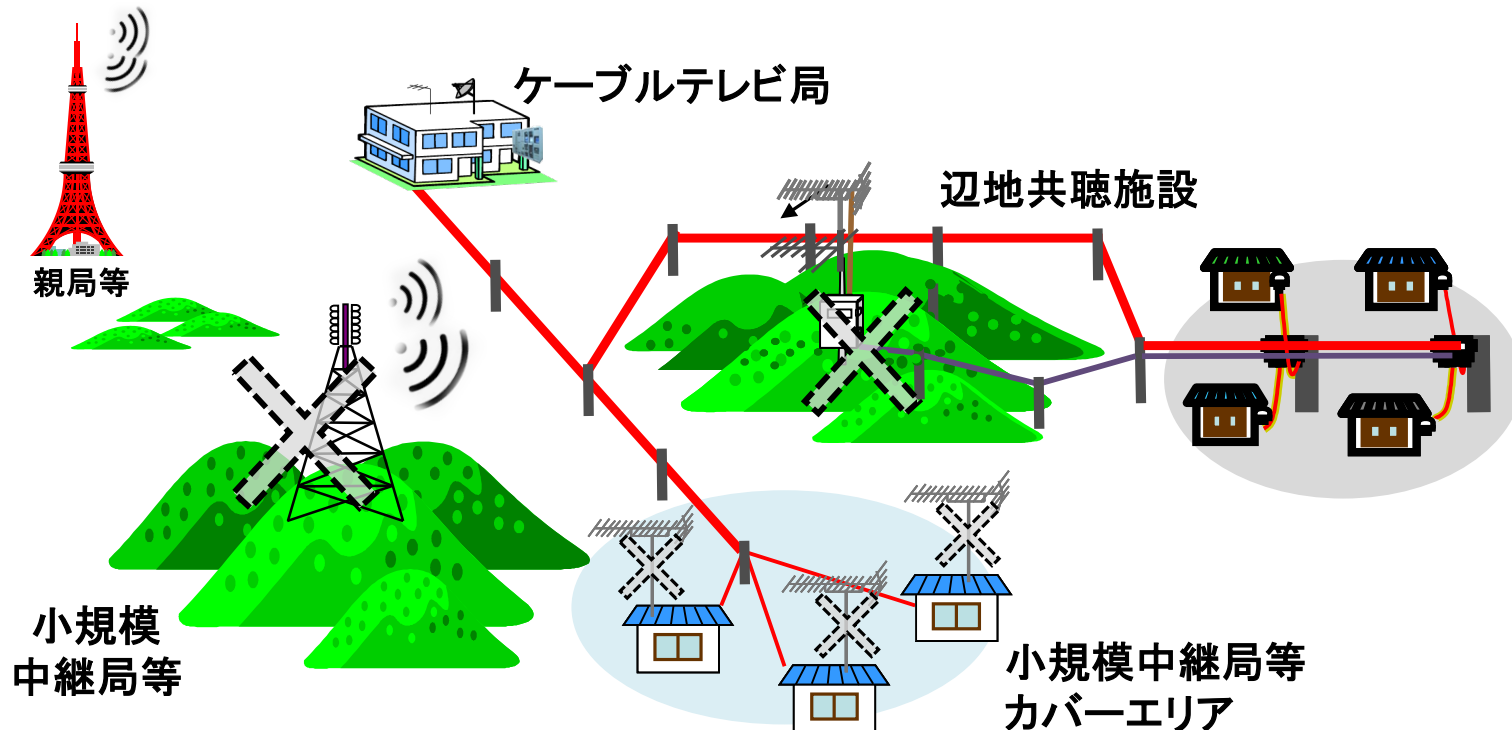 ケーブルテレビ局
辺地共聴施設
親局等
小規模
中継局等
小規模中継局等
カバーエリア